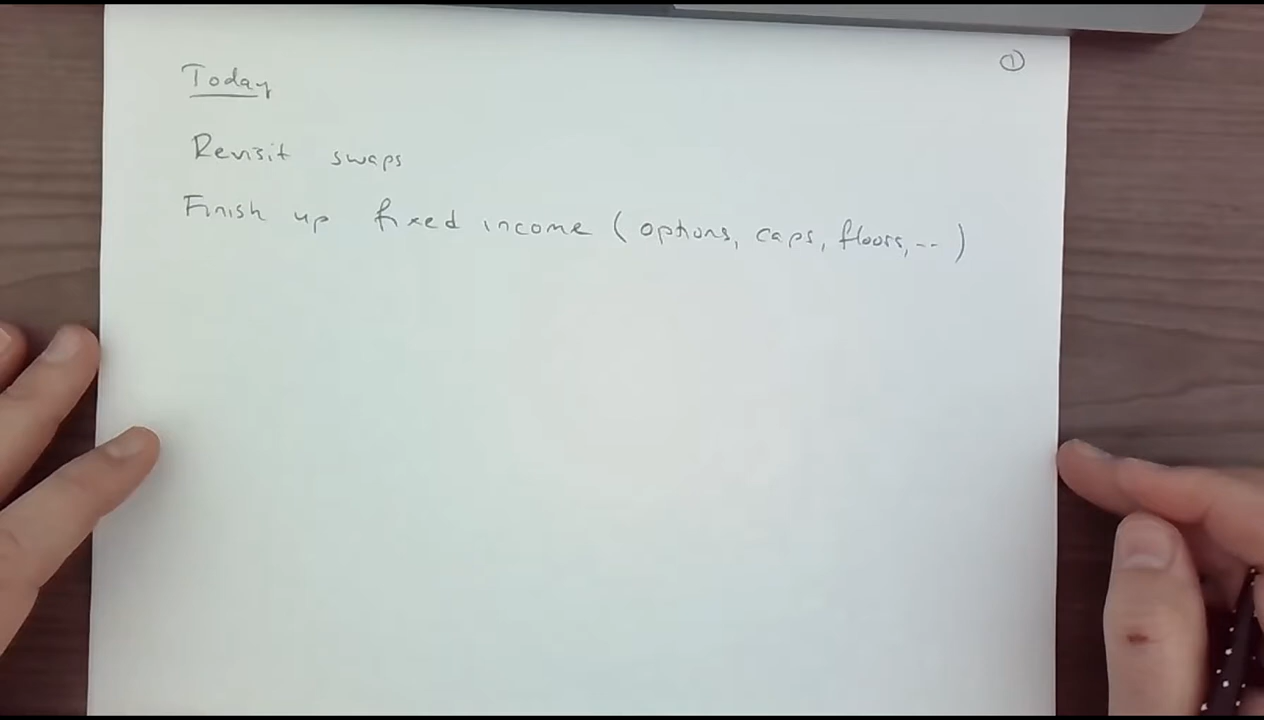 ①
Today
Revisit swaps
Finish up fixed income (options, caps, floors, -- )